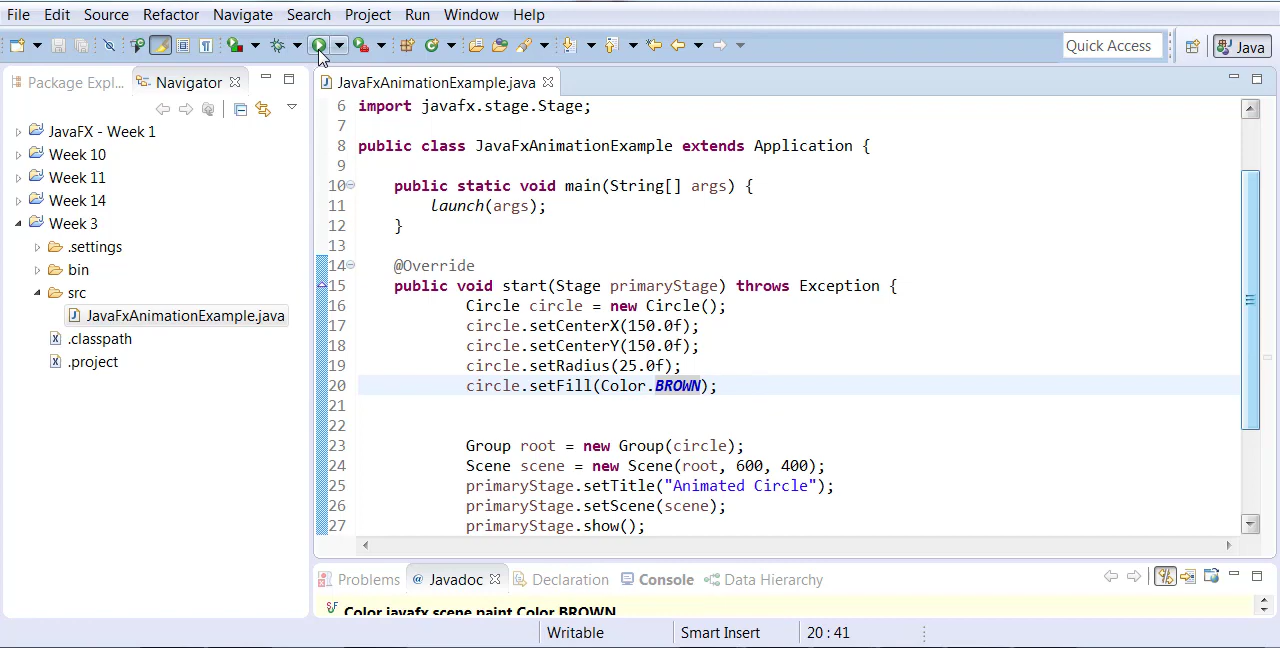 File Edit Source Refactor Navigate Search Project Run Window Help
Quick Access Java
Package Expl... Navigator
JavaFxAnimationExample.java
JavaFX - Week 1
Week 10
Week 11
Week 14
Week 3
.settings
bin
src
JavaFxAnimationExample.java
.classpath
.project
6 import javafx.stage.Stage;
7
8 public class JavaFxAnimationExample extends Application {
9
10 public static void main(String[] args) {
11 launch(args);
12 }
13
14 @Override
15 public void start(Stage primaryStage) throws Exception {
16 Circle circle = new Circle();
17 circle.setCenterX(150.0f);
18 circle.setCenterY(150.0f);
19 circle.setRadius(25.0f);
20 circle.setFill(Color.BROWN);
21
22
23 Group root = new Group(circle);
24 Scene scene = new Scene(root, 600, 400);
25 primaryStage.setTitle("Animated Circle");
26 primaryStage.setScene(scene);
27 primaryStage.show();
Problems @ Javadoc Declaration Console Data Hierarchy
Color javafx.scene.paint.Color.BROWN
Writable Smart Insert 20 : 41